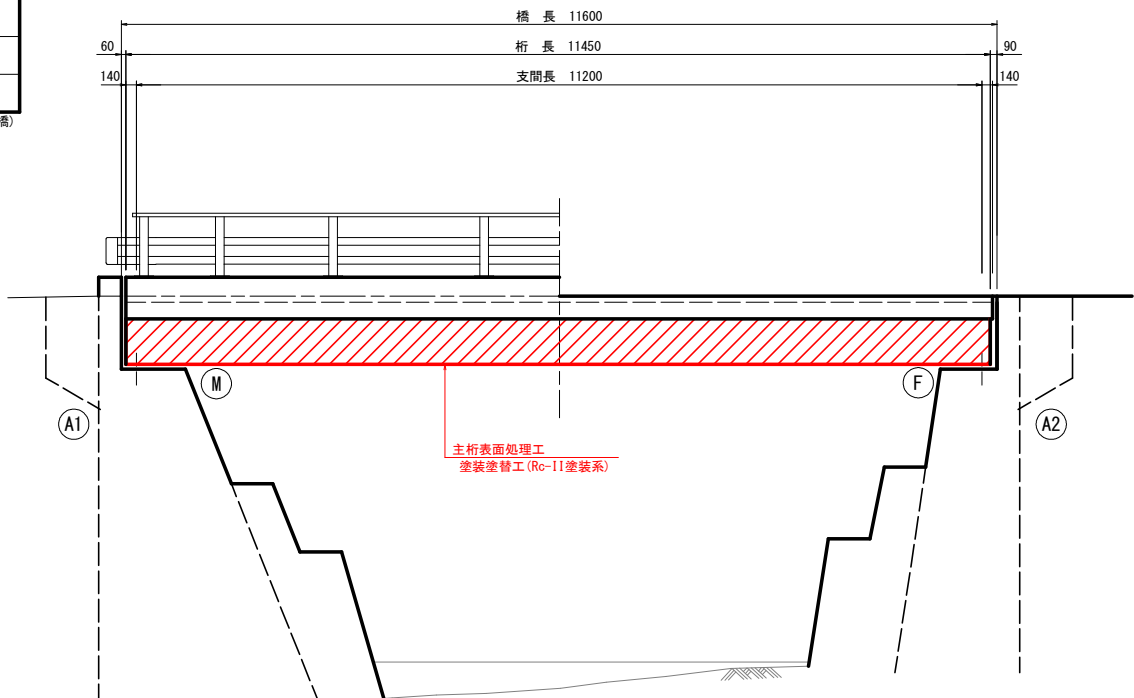 橋　長　11600
60
桁　長　11450
90
140
支間長　11200
140
橋)
M
F
A1
A2
主桁表面処理工
塗装塗替工(Rc-II塗装系)